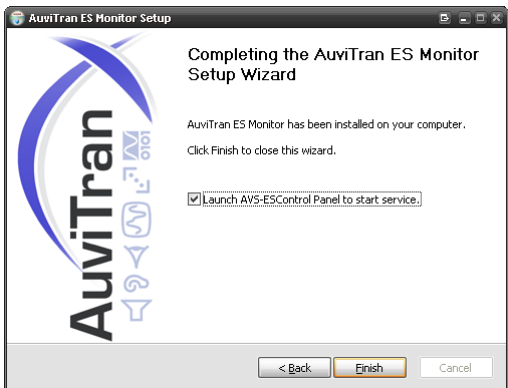 AuviTran ES Monitor Setup
Completing the AuviTran ES Monitor
Setup Wizard
AuviTran ES Monitor has been installed on your computer.
Click Finish to close this wizard.
Launch AVS-ESControl Panel to start service.
AuviTran
0101
< Back
Finish
Cancel